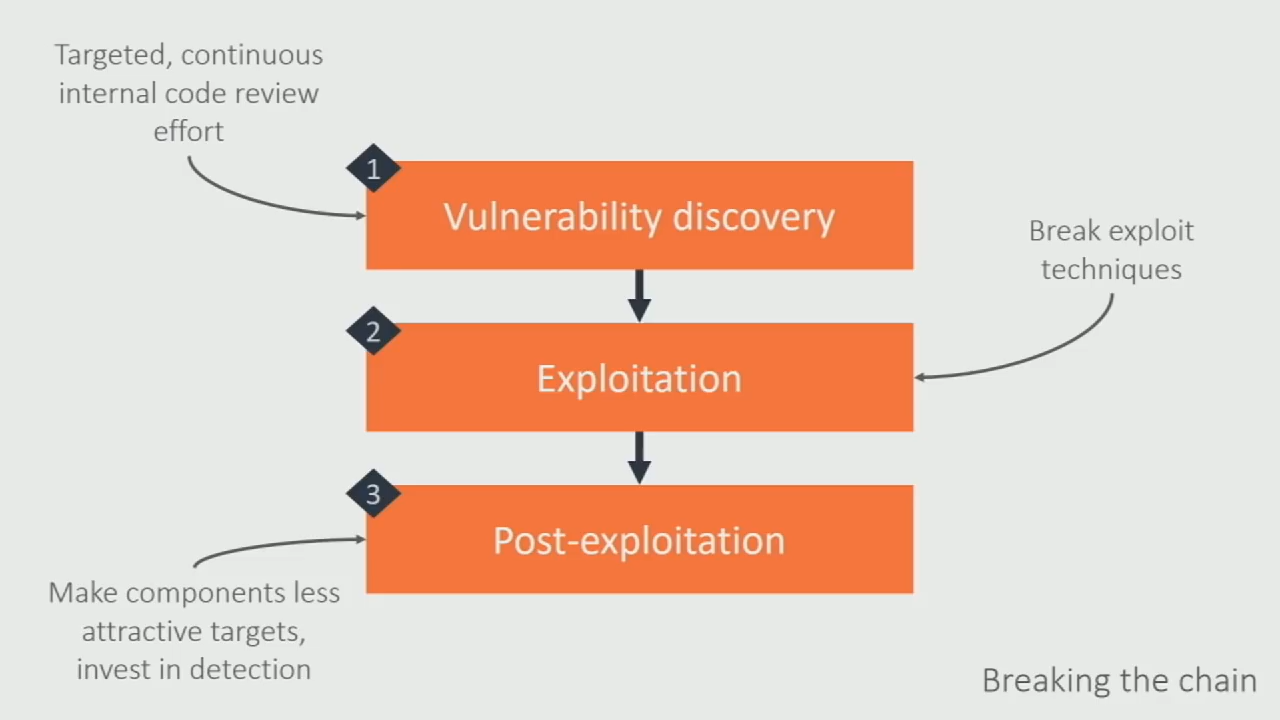 Targeted, continuous
internal code review
effort
1
Vulnerability discovery
Break exploit
techniques
2
Exploitation
3
Post-exploitation
Make components less
attractive targets,
invest in detection
Breaking the chain